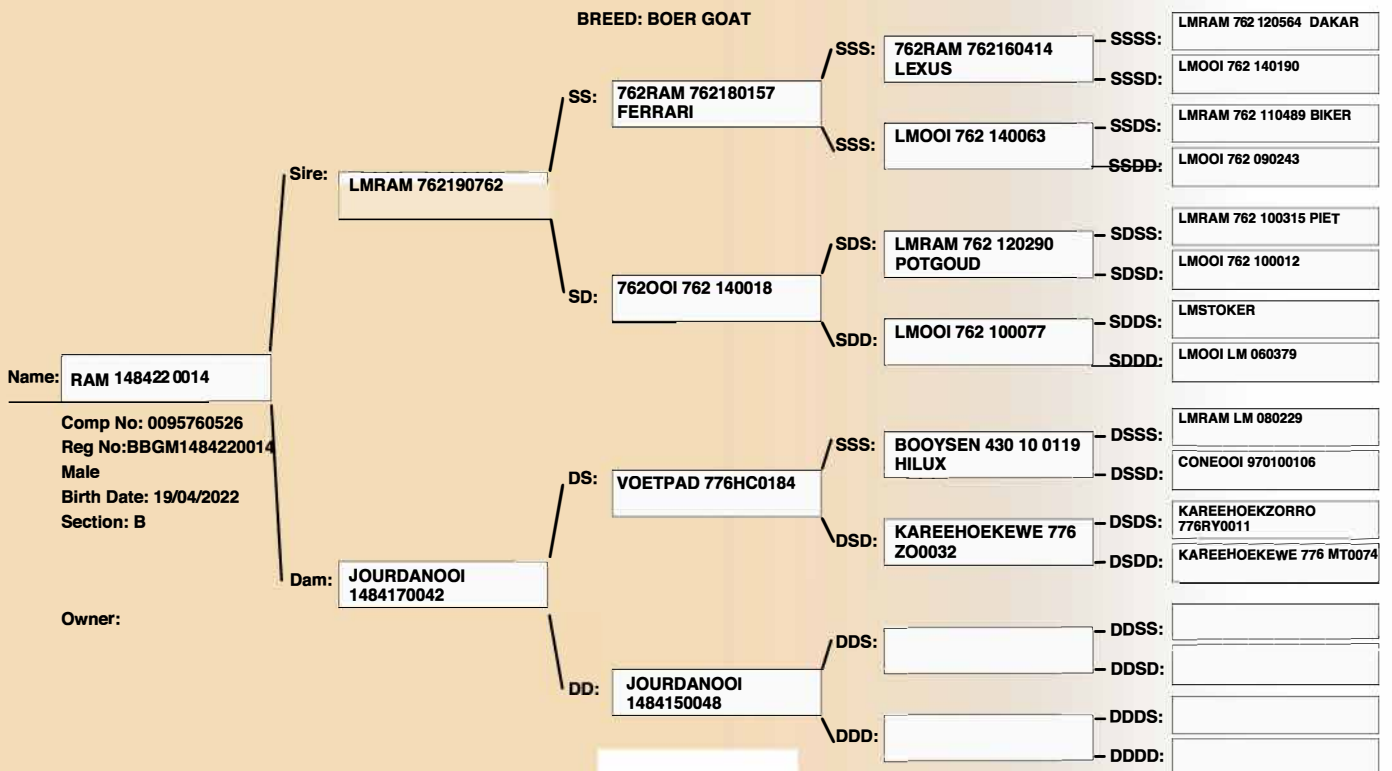 BREED: BOER GOAT
Name: RAM 148422 0014
Comp No: 0095760526
Reg No:BBGM1484220014
Male
Birth Date: 19/04/2022
Section: B
Owner:
Sire: LMRAM 762190762
Dam: JOURDANOOI
1484170042
SS: 762RAM 762180157
FERRARI
SD: 762OOI 762 140018
DS: VOETPAD 776HC0184
DD: JOURDANOOI
1484150048
SSS: 762RAM 762160414
LEXUS
SSS: LMOOI 762 140063
SDS: LMRAM 762 120290
POTGOUD
SDD: LMOOI 762 100077
SSS: BOOYSEN 430 10 0119
HILUX
DSD: KAREEHOEKEWE 776
ZO0032
DDS:
DDD:
SSSS: LMRAM 762 120564 DAKAR
SSSD: LMOOI 762 140190
SSDS: LMRAM 762 110489 BIKER
SSDD: LMOOI 762 090243
SDSS: LMRAM 762 100315 PIET
SDSD: LMOOI 762 100012
SDDS: LMSTOKER
SDDD: LMOOI LM 060379
DSSS: LMRAM LM 080229
DSSD: CONEOOI 970100106
DSDS: KAREEHOEKZORRO
776RY0011
DSDD: KAREEHOEKEWE 776 MT0074
DDSS:
DDSD:
DDDS:
DDDD: